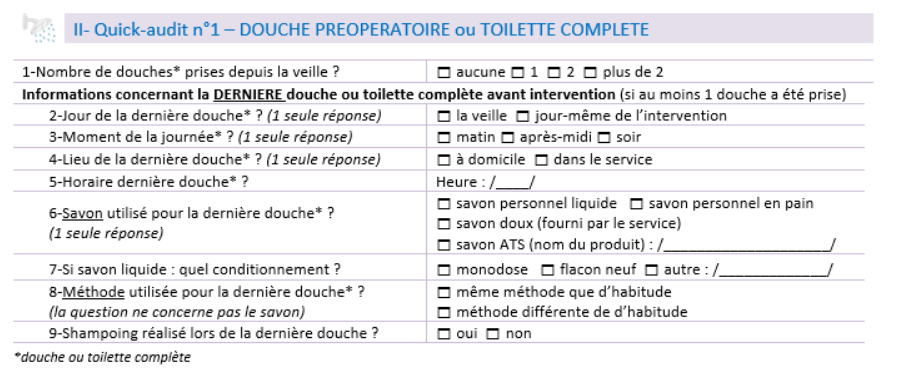 II- Quick-audit n°1 – DOUCHE PREOPERATOIRE ou TOILETTE COMPLETE
1-Nombre de douches* prises depuis la veille ? ☐ aucune ☐ 1 ☐ 2 ☐ plus de 2
Informations concernant la DERNIERE douche ou toilette complète avant intervention (si au moins 1 douche a été prise)
2-Jour de la dernière douche* ? (1 seule réponse) ☐ la veille ☐ jour-même de l'intervention
3-Moment de la journée* ? (1 seule réponse) ☐ matin ☐ après-midi ☐ soir
4-Lieu de la dernière douche* ? (1 seule réponse) ☐ à domicile ☐ dans le service
5-Horaire dernière douche* ? Heure : /____/
6-Savon utilisé pour la dernière douche* ?
(1 seule réponse)
☐ savon personnel liquide ☐ savon personnel en pain
☐ savon doux (fourni par le service)
☐ savon ATS (nom du produit) : /____________________/
7-Si savon liquide : quel conditionnement ? ☐ monodose ☐ flacon neuf ☐ autre : /_____________/
8-Méthode utilisée pour la dernière douche* ?
(la question ne concerne pas le savon)
☐ même méthode que d'habitude
☐ méthode différente de d'habitude
9-Shampoing réalisé lors de la dernière douche ? ☐ oui ☐ non
*douche ou toilette complète